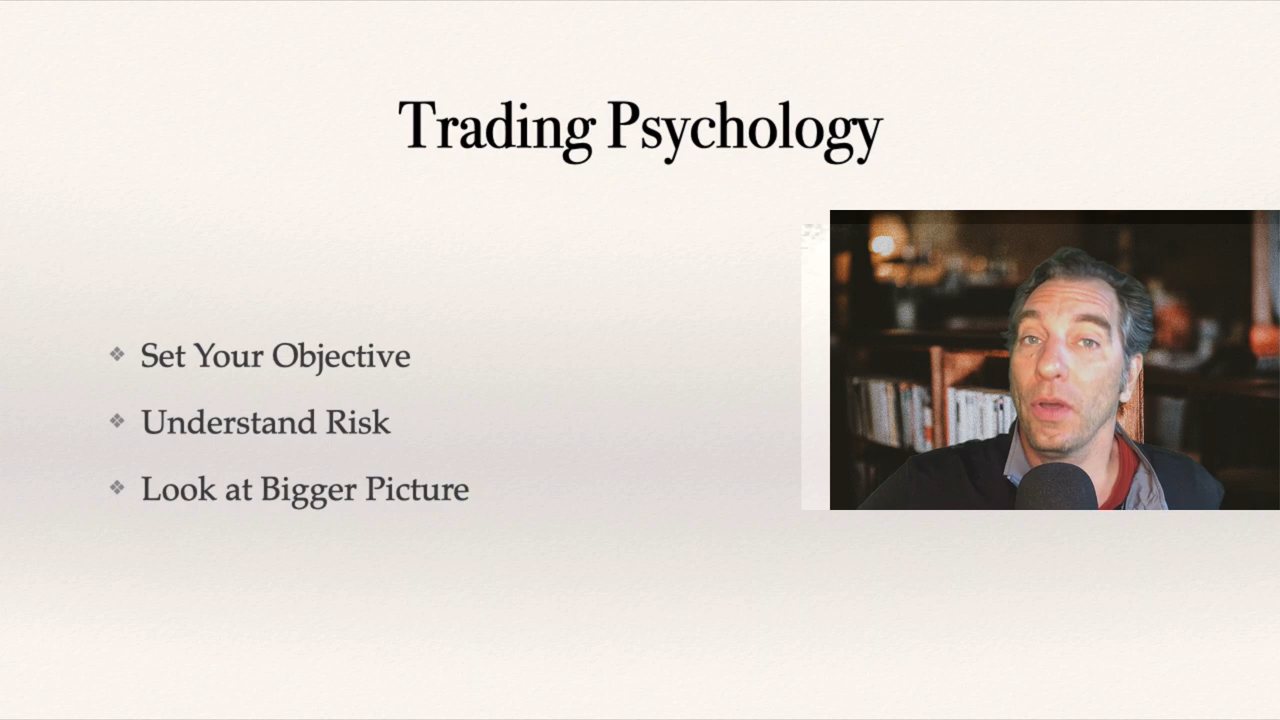 Trading Psychology
Set Your Objective
Understand Risk
Look at Bigger Picture